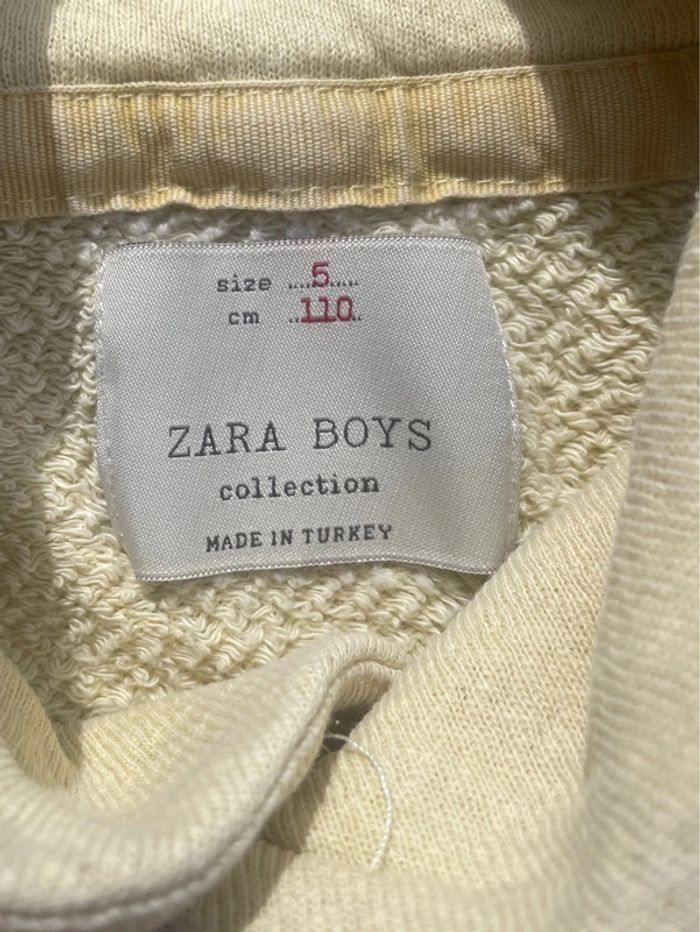 size ....5.....
cm ..110..
ZARA BOYS
collection
MADE IN TURKEY